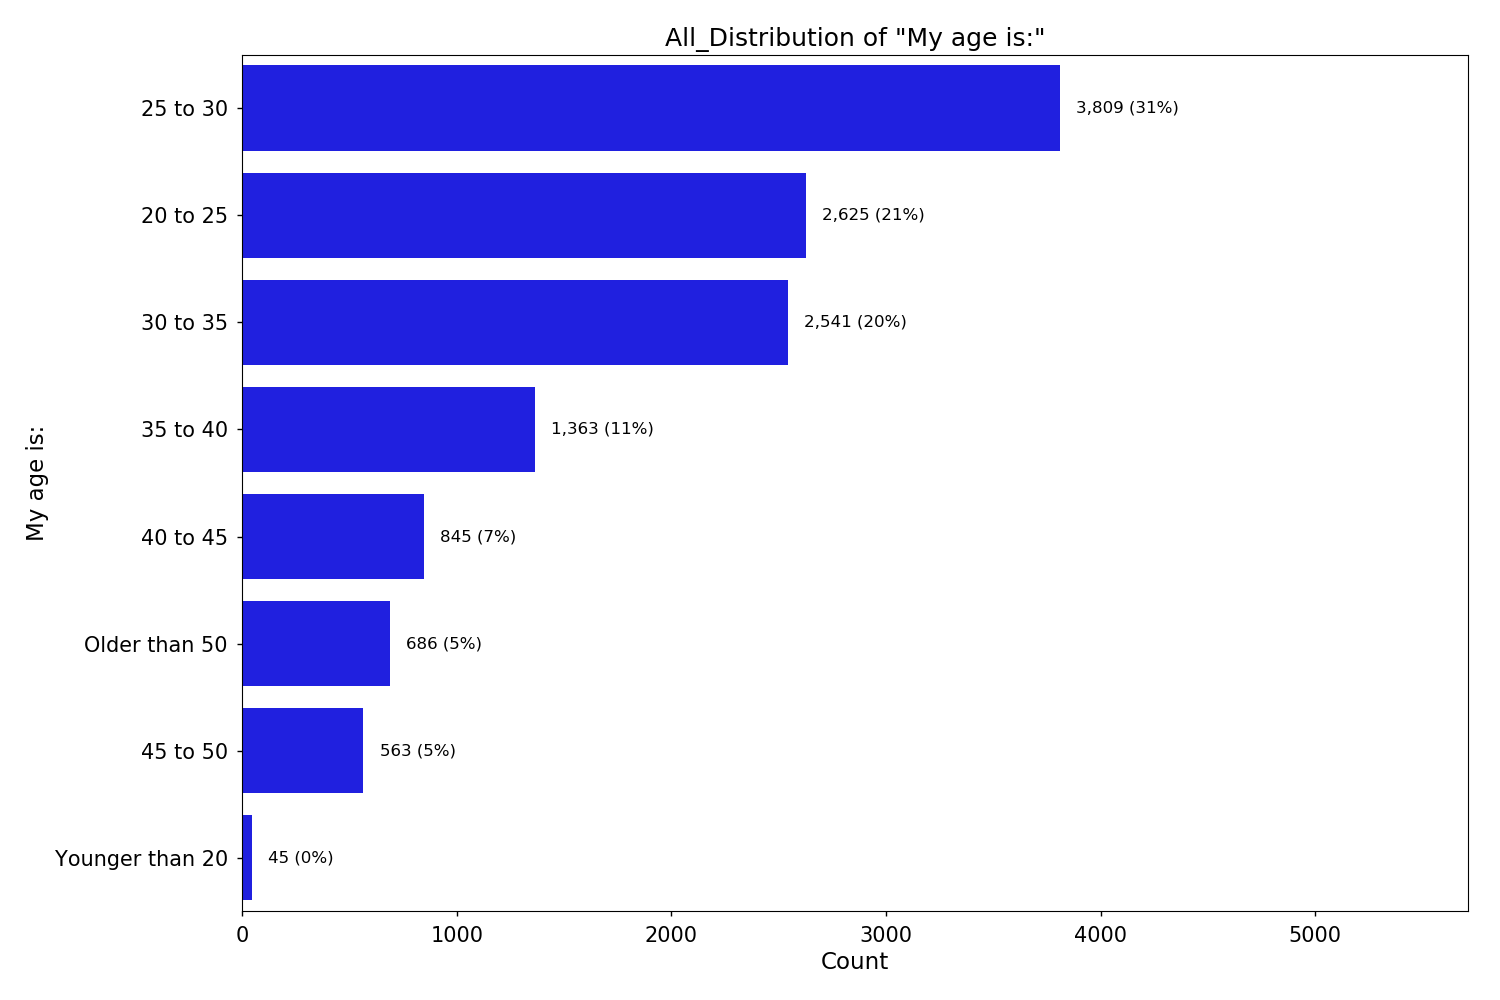 All_Distribution of "My age is:"
25 to 30
3,809 (31%)
20 to 25
2,625 (21%)
30 to 35
2,541 (20%)
35 to 40
1,363 (11%)
My age is:
40 to 45
845 (7%)
Older than 50
686 (5%)
45 to 50
563 (5%)
Younger than 20
45 (0%)
0 1000 2000 3000 4000 5000
Count